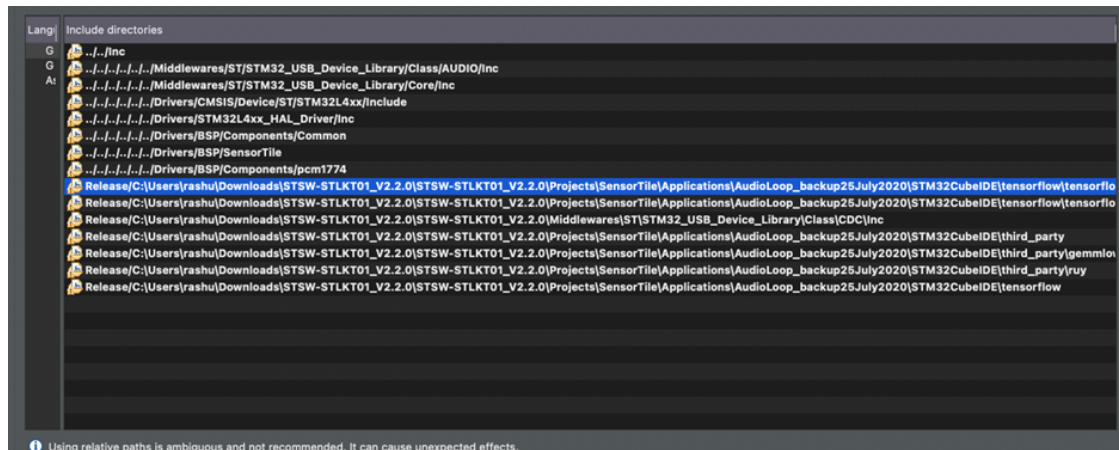 Langu Include directories
G ../../Inc
G ../../../../../../Middlewares/ST/STM32_USB_Device_Library/Class/AUDIO/Inc
As ../../../../../../Middlewares/ST/STM32_USB_Device_Library/Core/Inc
../../../../../../Drivers/CMSIS/Device/ST/STM32L4xx/Include
../../../../../../Drivers/STM32L4xx_HAL_Driver/Inc
../../../../../../Drivers/BSP/Components/Common
../../../../../../Drivers/BSP/SensorTile
../../../../../../Drivers/BSP/Components/pcm1774
Release/C:\Users\rashu\Downloads\STSW-STLKT01_V2.2.0\STSW-STLKT01_V2.2.0\Projects\SensorTile\Applications\AudioLoop_backup25July2020\STM32CubeIDE\tensorflow\tensorflo
Release/C:\Users\rashu\Downloads\STSW-STLKT01_V2.2.0\STSW-STLKT01_V2.2.0\Projects\SensorTile\Applications\AudioLoop_backup25July2020\STM32CubeIDE\tensorflow\tensorflo
Release/C:\Users\rashu\Downloads\STSW-STLKT01_V2.2.0\STSW-STLKT01_V2.2.0\Middlewares\ST\STM32_USB_Device_Library\Class\CDC\Inc
Release/C:\Users\rashu\Downloads\STSW-STLKT01_V2.2.0\STSW-STLKT01_V2.2.0\Projects\SensorTile\Applications\AudioLoop_backup25July2020\STM32CubeIDE\third_party
Release/C:\Users\rashu\Downloads\STSW-STLKT01_V2.2.0\STSW-STLKT01_V2.2.0\Projects\SensorTile\Applications\AudioLoop_backup25July2020\STM32CubeIDE\third_party\gemmlow
Release/C:\Users\rashu\Downloads\STSW-STLKT01_V2.2.0\STSW-STLKT01_V2.2.0\Projects\SensorTile\Applications\AudioLoop_backup25July2020\STM32CubeIDE\third_party\ruy
Release/C:\Users\rashu\Downloads\STSW-STLKT01_V2.2.0\STSW-STLKT01_V2.2.0\Projects\SensorTile\Applications\AudioLoop_backup25July2020\STM32CubeIDE\tensorflow
Using relative paths is ambiguous and not recommended. It can cause unexpected effects.